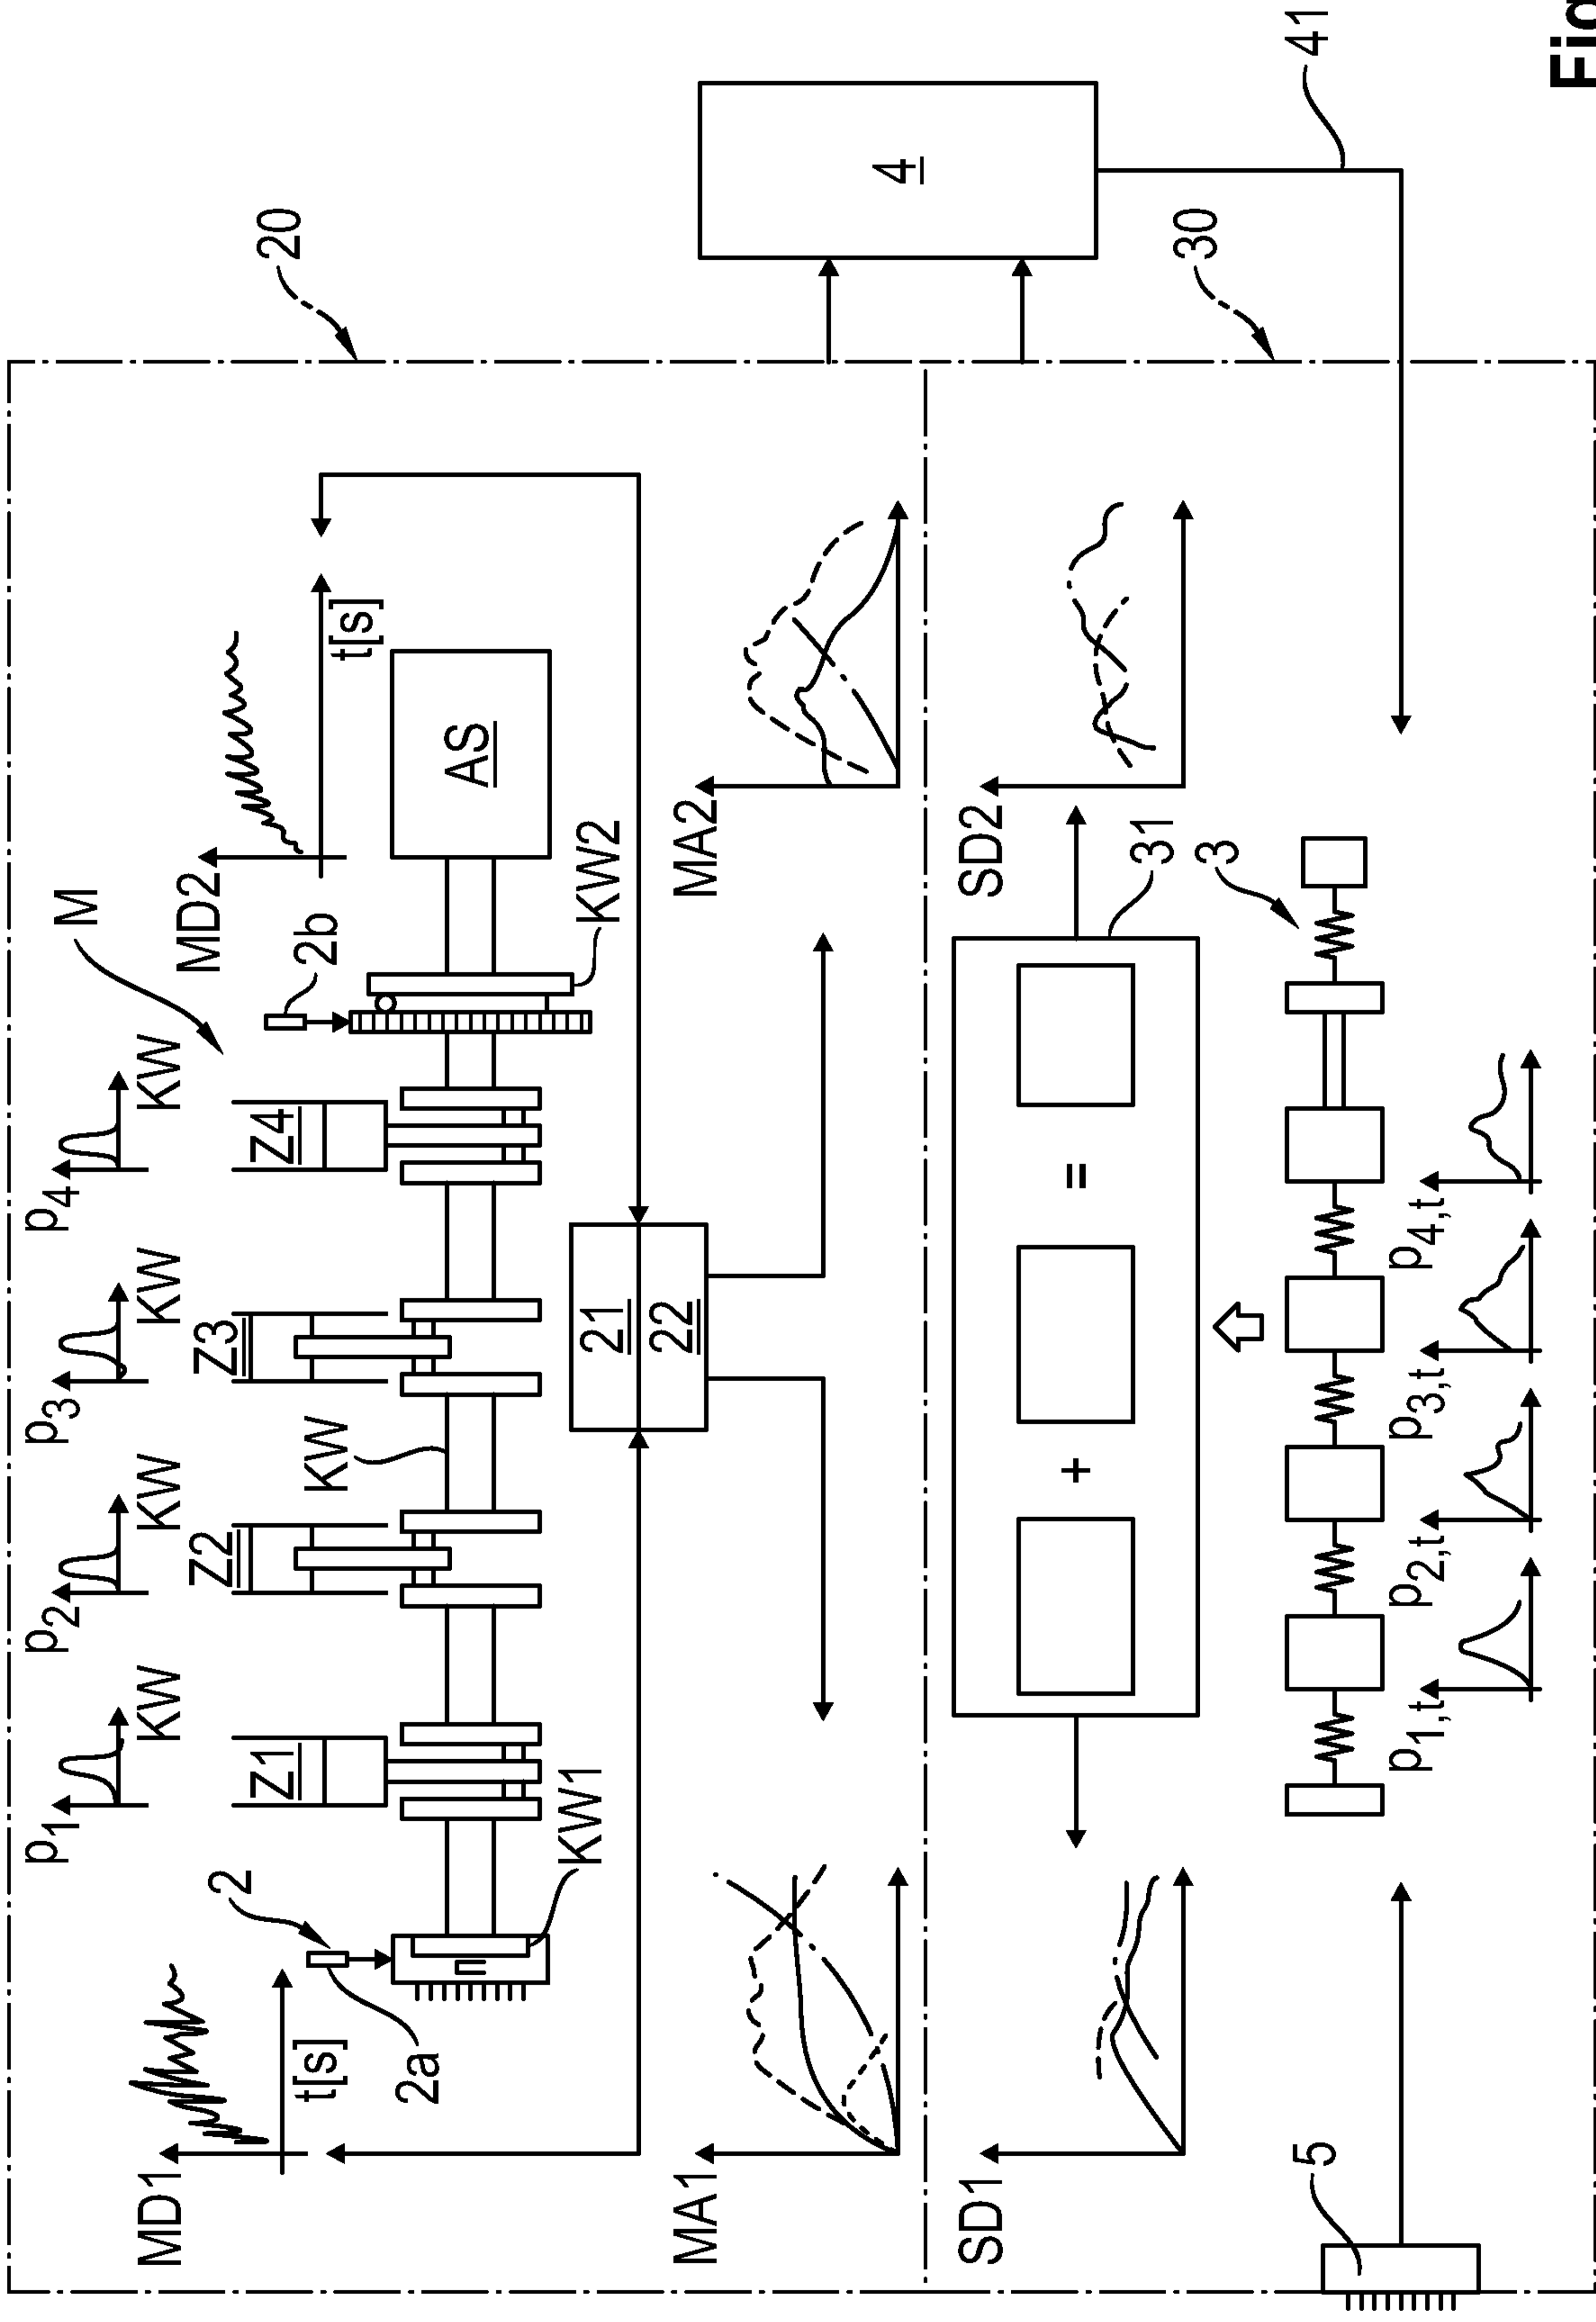 p1
p2
p3
p4
KW
KW
KW
KW
M
MD1
t[s]
2
2a
Z1
Z2
Z3
Z4
KW
KW1
2b
MD2
t[s]
AS
KW2
20
21
22
MA1
MA2
4
SD1
+
=
SD2
31
3
30
41
5
p1,t
p2,t
p3,t
p4,t
Fig